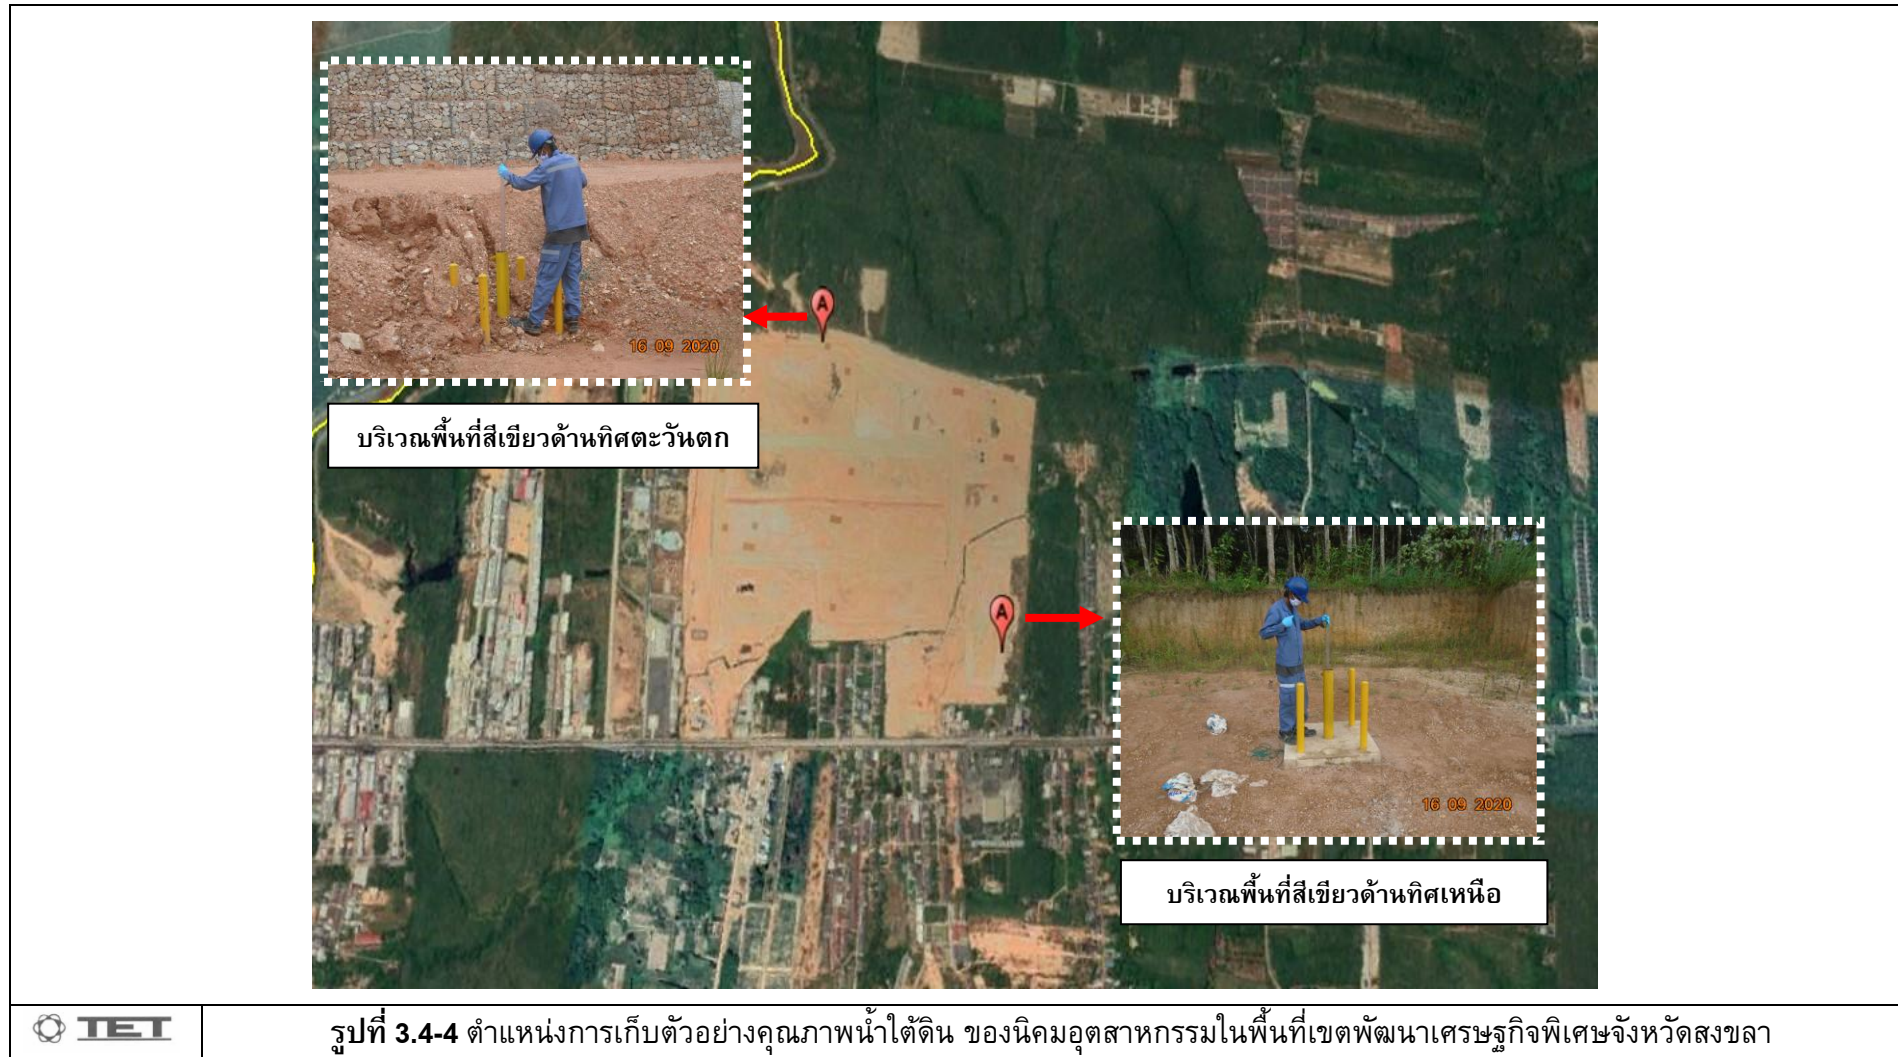 A
16 09 2020
บริเวณพื้นที่สีเขียวด้านทิศตะวันตก
A
16 09 2020
บริเวณพื้นที่สีเขียวด้านทิศเหนือ
TET
รูปที่ 3.4-4 ตำแหน่งการเก็บตัวอย่างคุณภาพน้ำใต้ดิน ของนิคมอุตสาหกรรมในพื้นที่เขตพัฒนาเศรษฐกิจพิเศษจังหวัดสงขลา